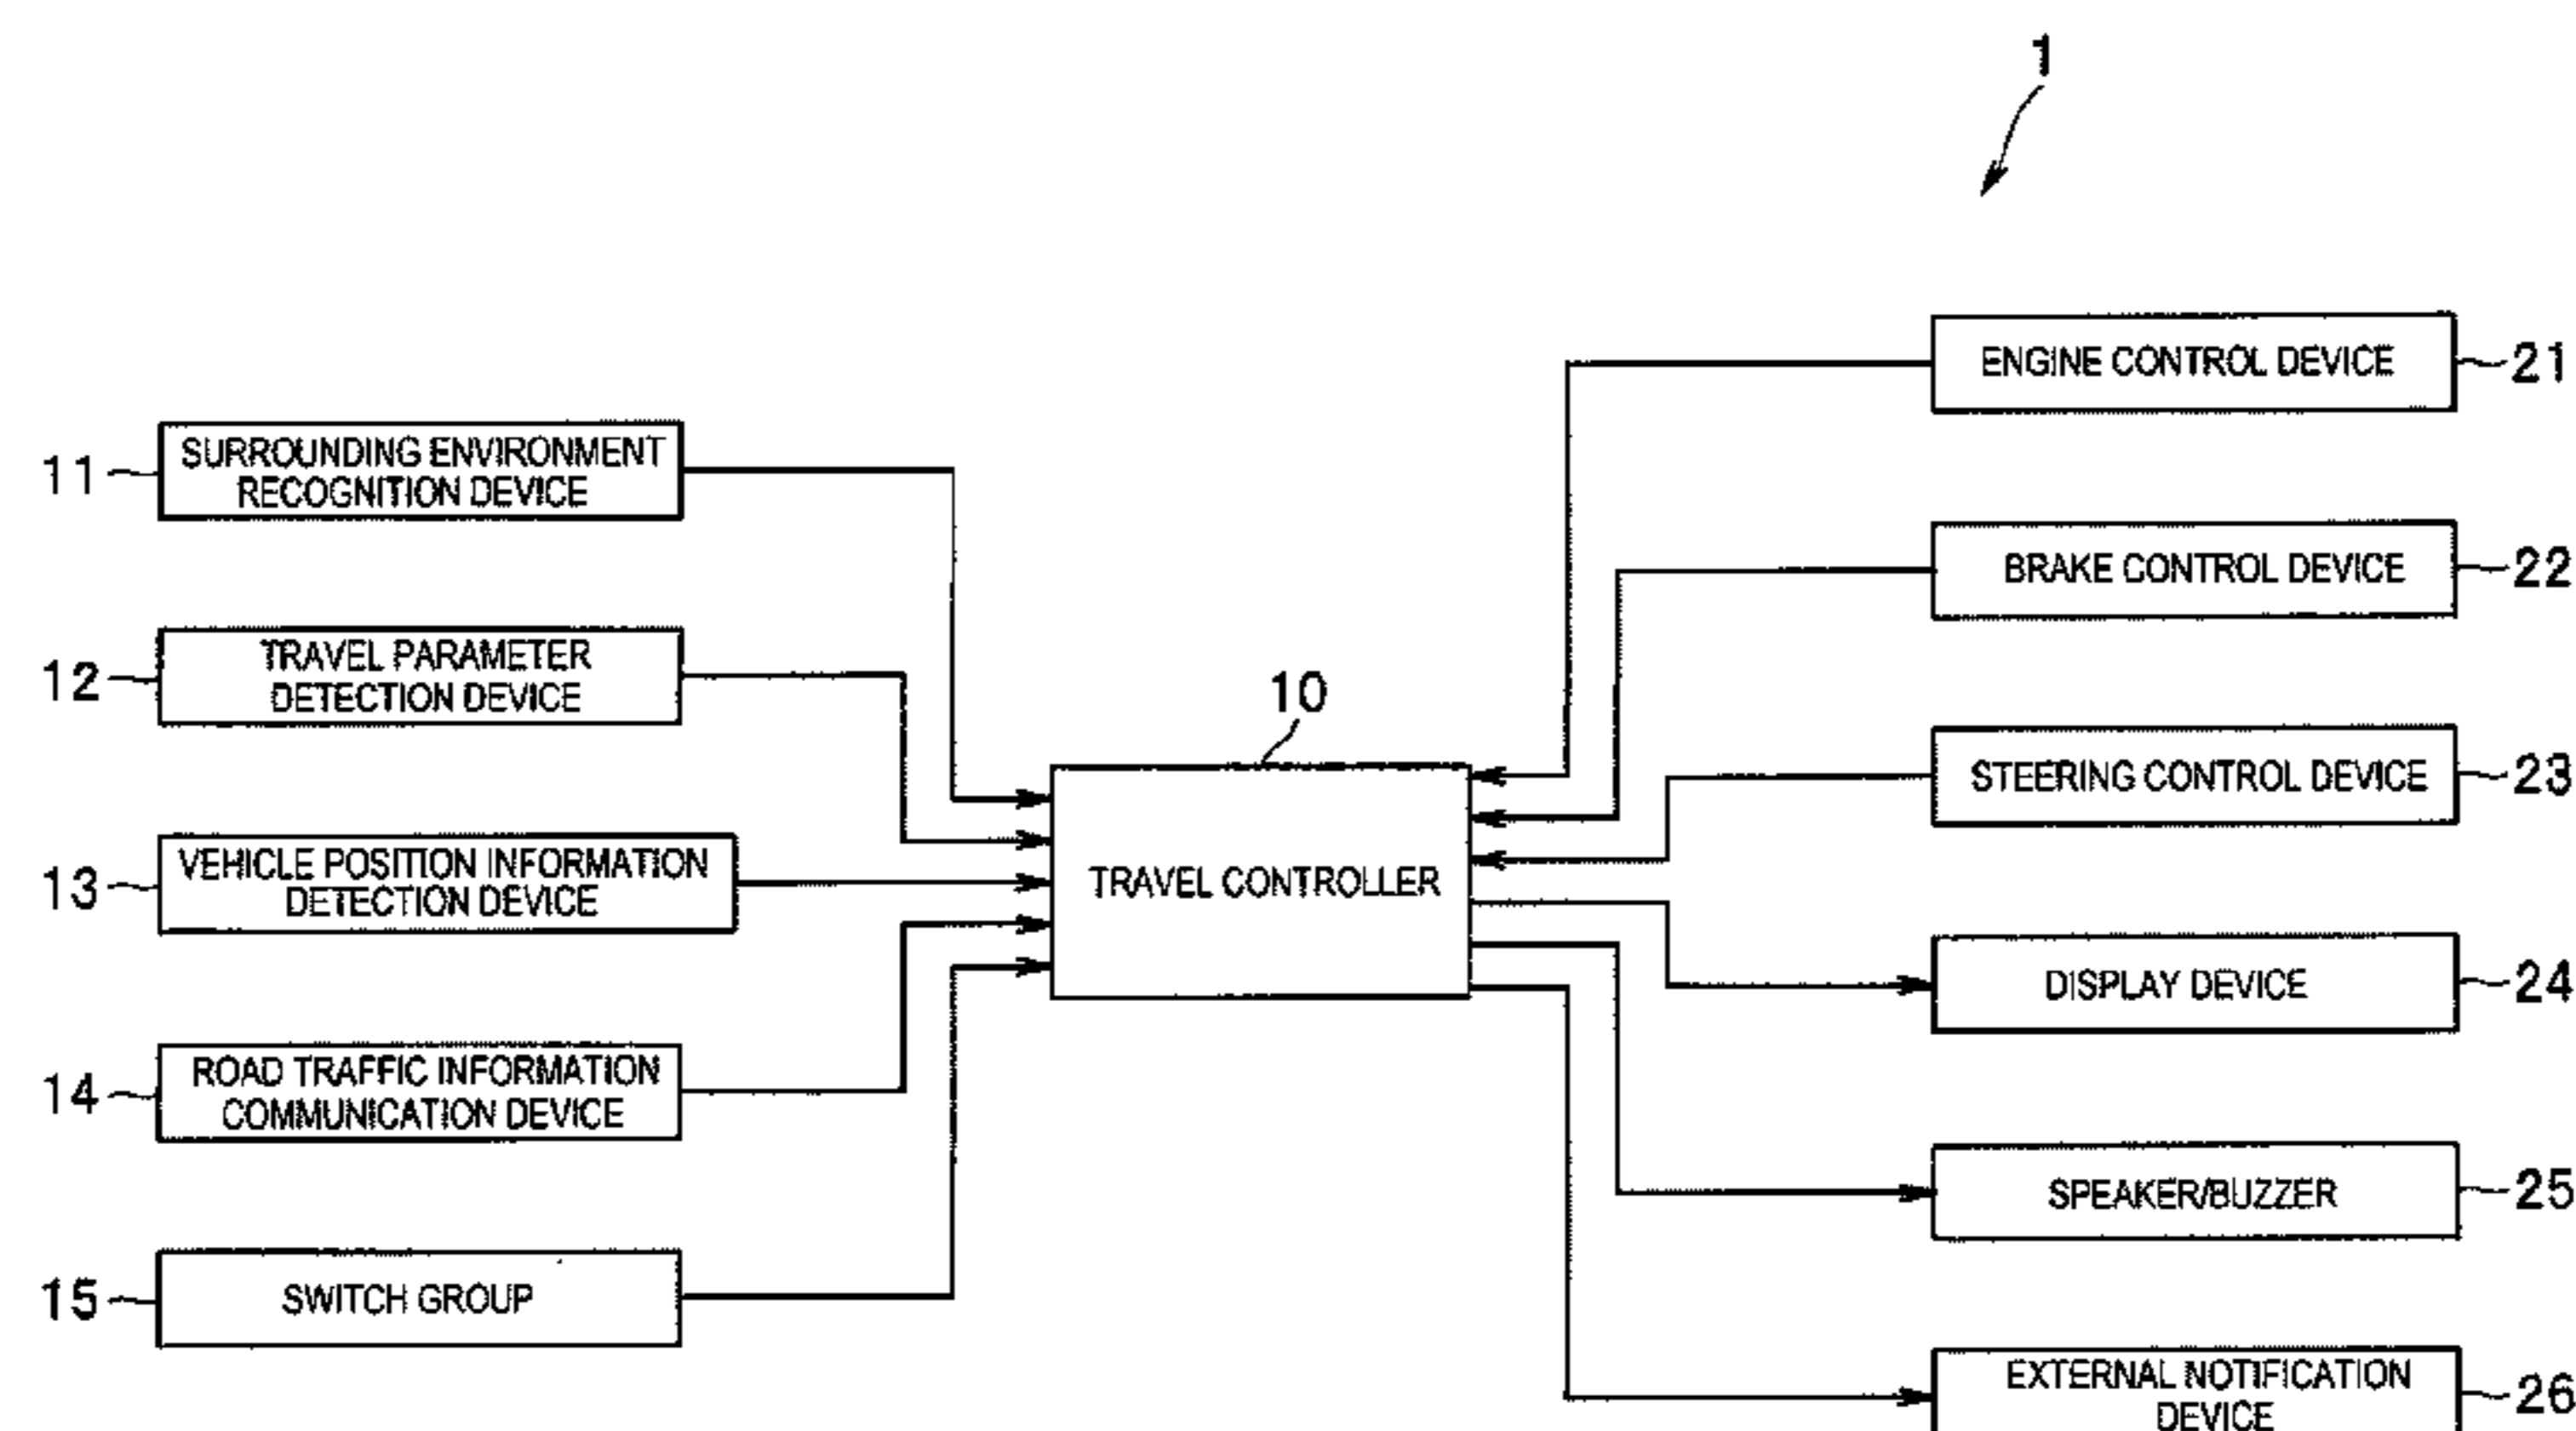 1
11
SURROUNDING ENVIRONMENT
RECOGNITION DEVICE
12
TRAVEL PARAMETER
DETECTION DEVICE
13
VEHICLE POSITION INFORMATION
DETECTION DEVICE
14
ROAD TRAFFIC INFORMATION
COMMUNICATION DEVICE
15
SWITCH GROUP
10
TRAVEL CONTROLLER
ENGINE CONTROL DEVICE
21
BRAKE CONTROL DEVICE
22
STEERING CONTROL DEVICE
23
DISPLAY DEVICE
24
SPEAKER/BUZZER
25
EXTERNAL NOTIFICATION
DEVICE
26